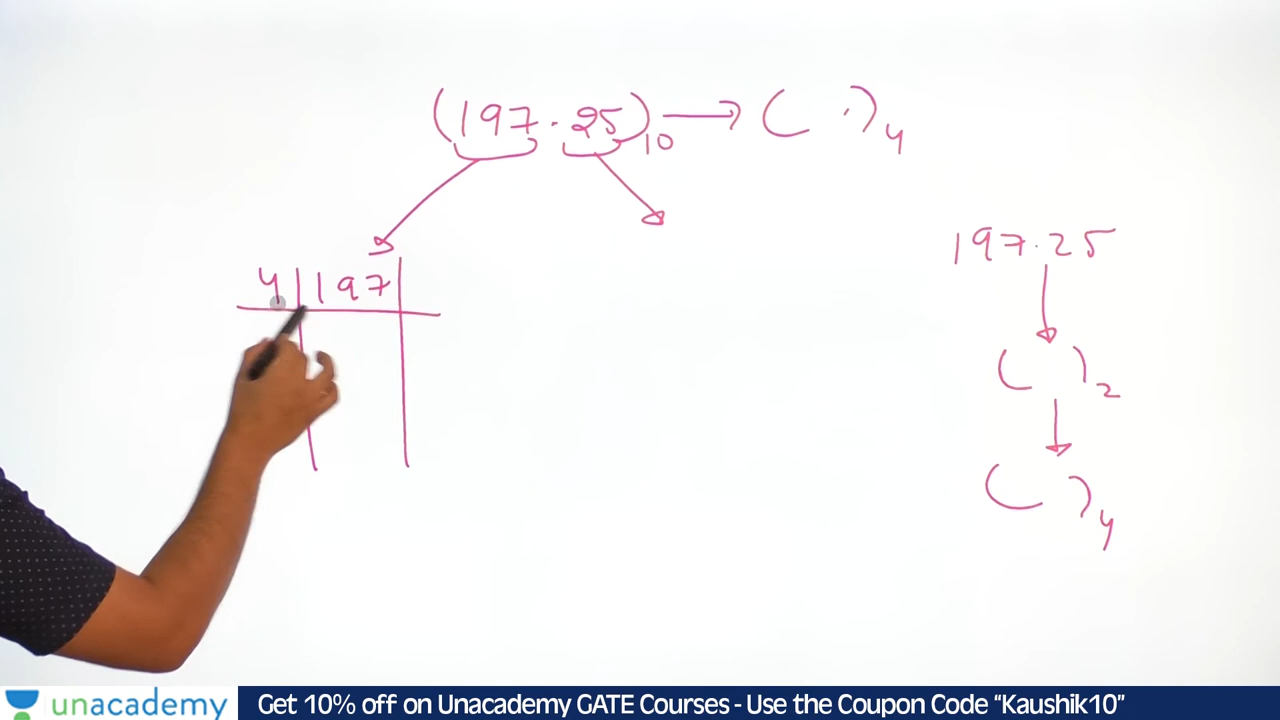 (197.25)10 → ( .)4
4 | 197
197.25
( )2
( )4
unacademy
Get 10% off on Unacademy GATE Courses - Use the Coupon Code “Kaushik10”